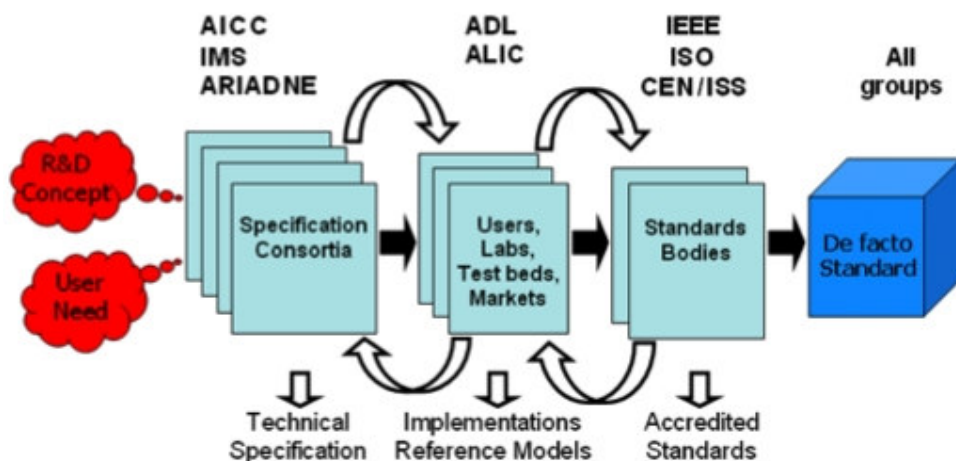 AICC
IMS
ARIADNE
ADL
ALIC
IEEE
ISO
CEN/ISS
All
groups
R&D
Concept
User
Need
Specification
Consortia
Users,
Labs,
Test beds,
Markets
Standards
Bodies
De facto
Standard
Technical
Specification
Implementations
Reference Models
Accredited
Standards